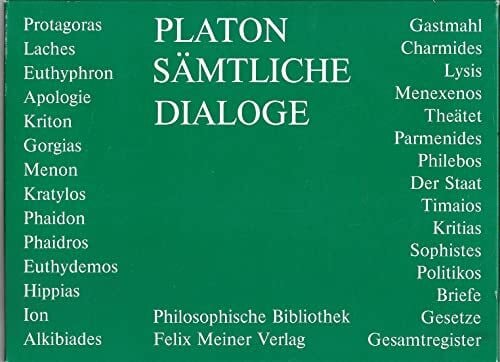 Protagoras
Laches
Euthyphron
Apologie
Kriton
Gorgias
Menon
Kratylos
Phaidon
Phaidros
Euthydemos
Hippias
Ion
Alkibiades
PLATON
SÄMTLICHE
DIALOGE
Philosophische Bibliothek
Felix Meiner Verlag
Gastmahl
Charmides
Lysis
Menexenos
Theätet
Parmenides
Philebos
Der Staat
Timaios
Kritias
Sophistes
Politikos
Briefe
Gesetze
Gesamtregister